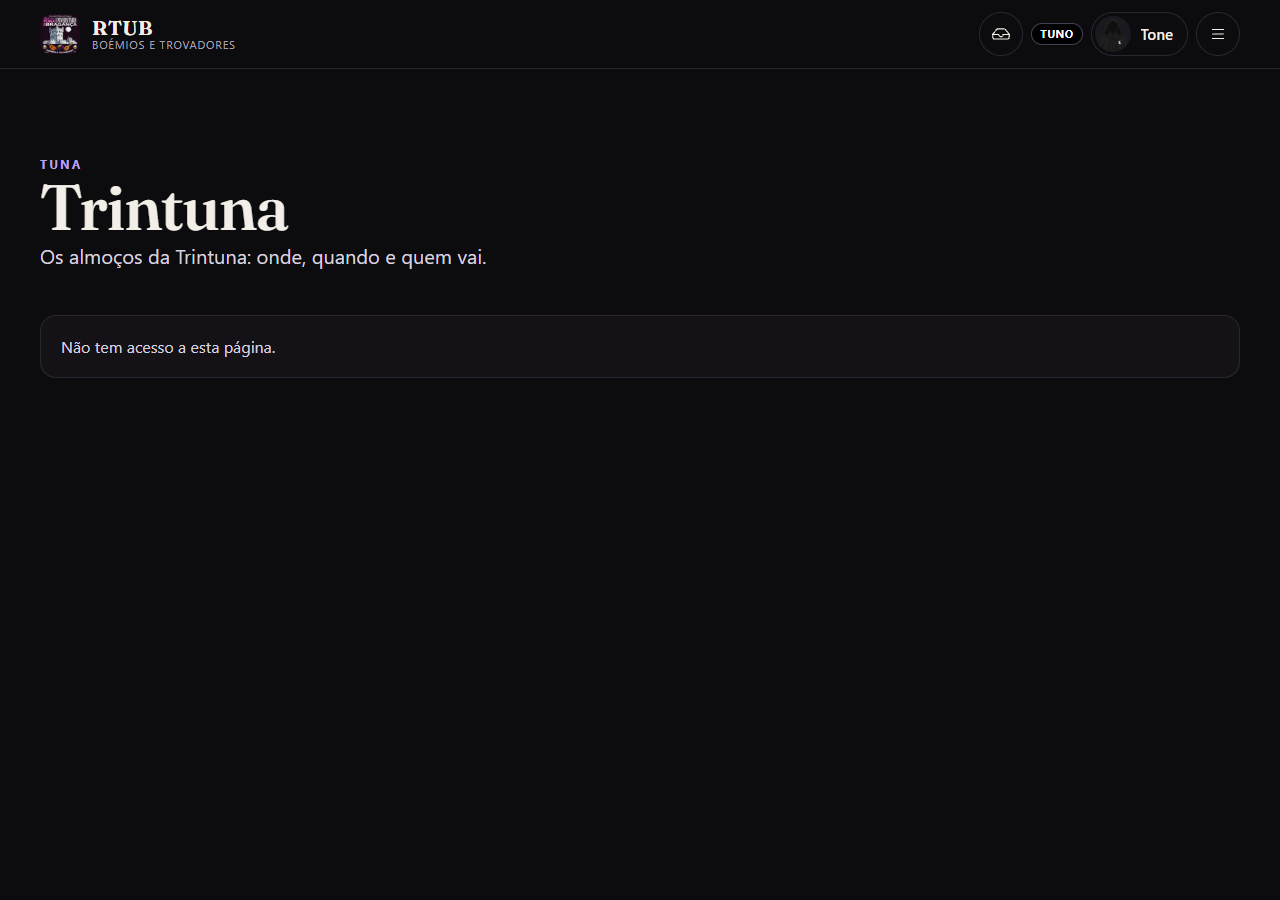 RTUB
BOÉMIOS E TROVADORES
TUNO
Tone
TUNA
Trintuna
Os almoços da Trintuna: onde, quando e quem vai.
Não tem acesso a esta página.